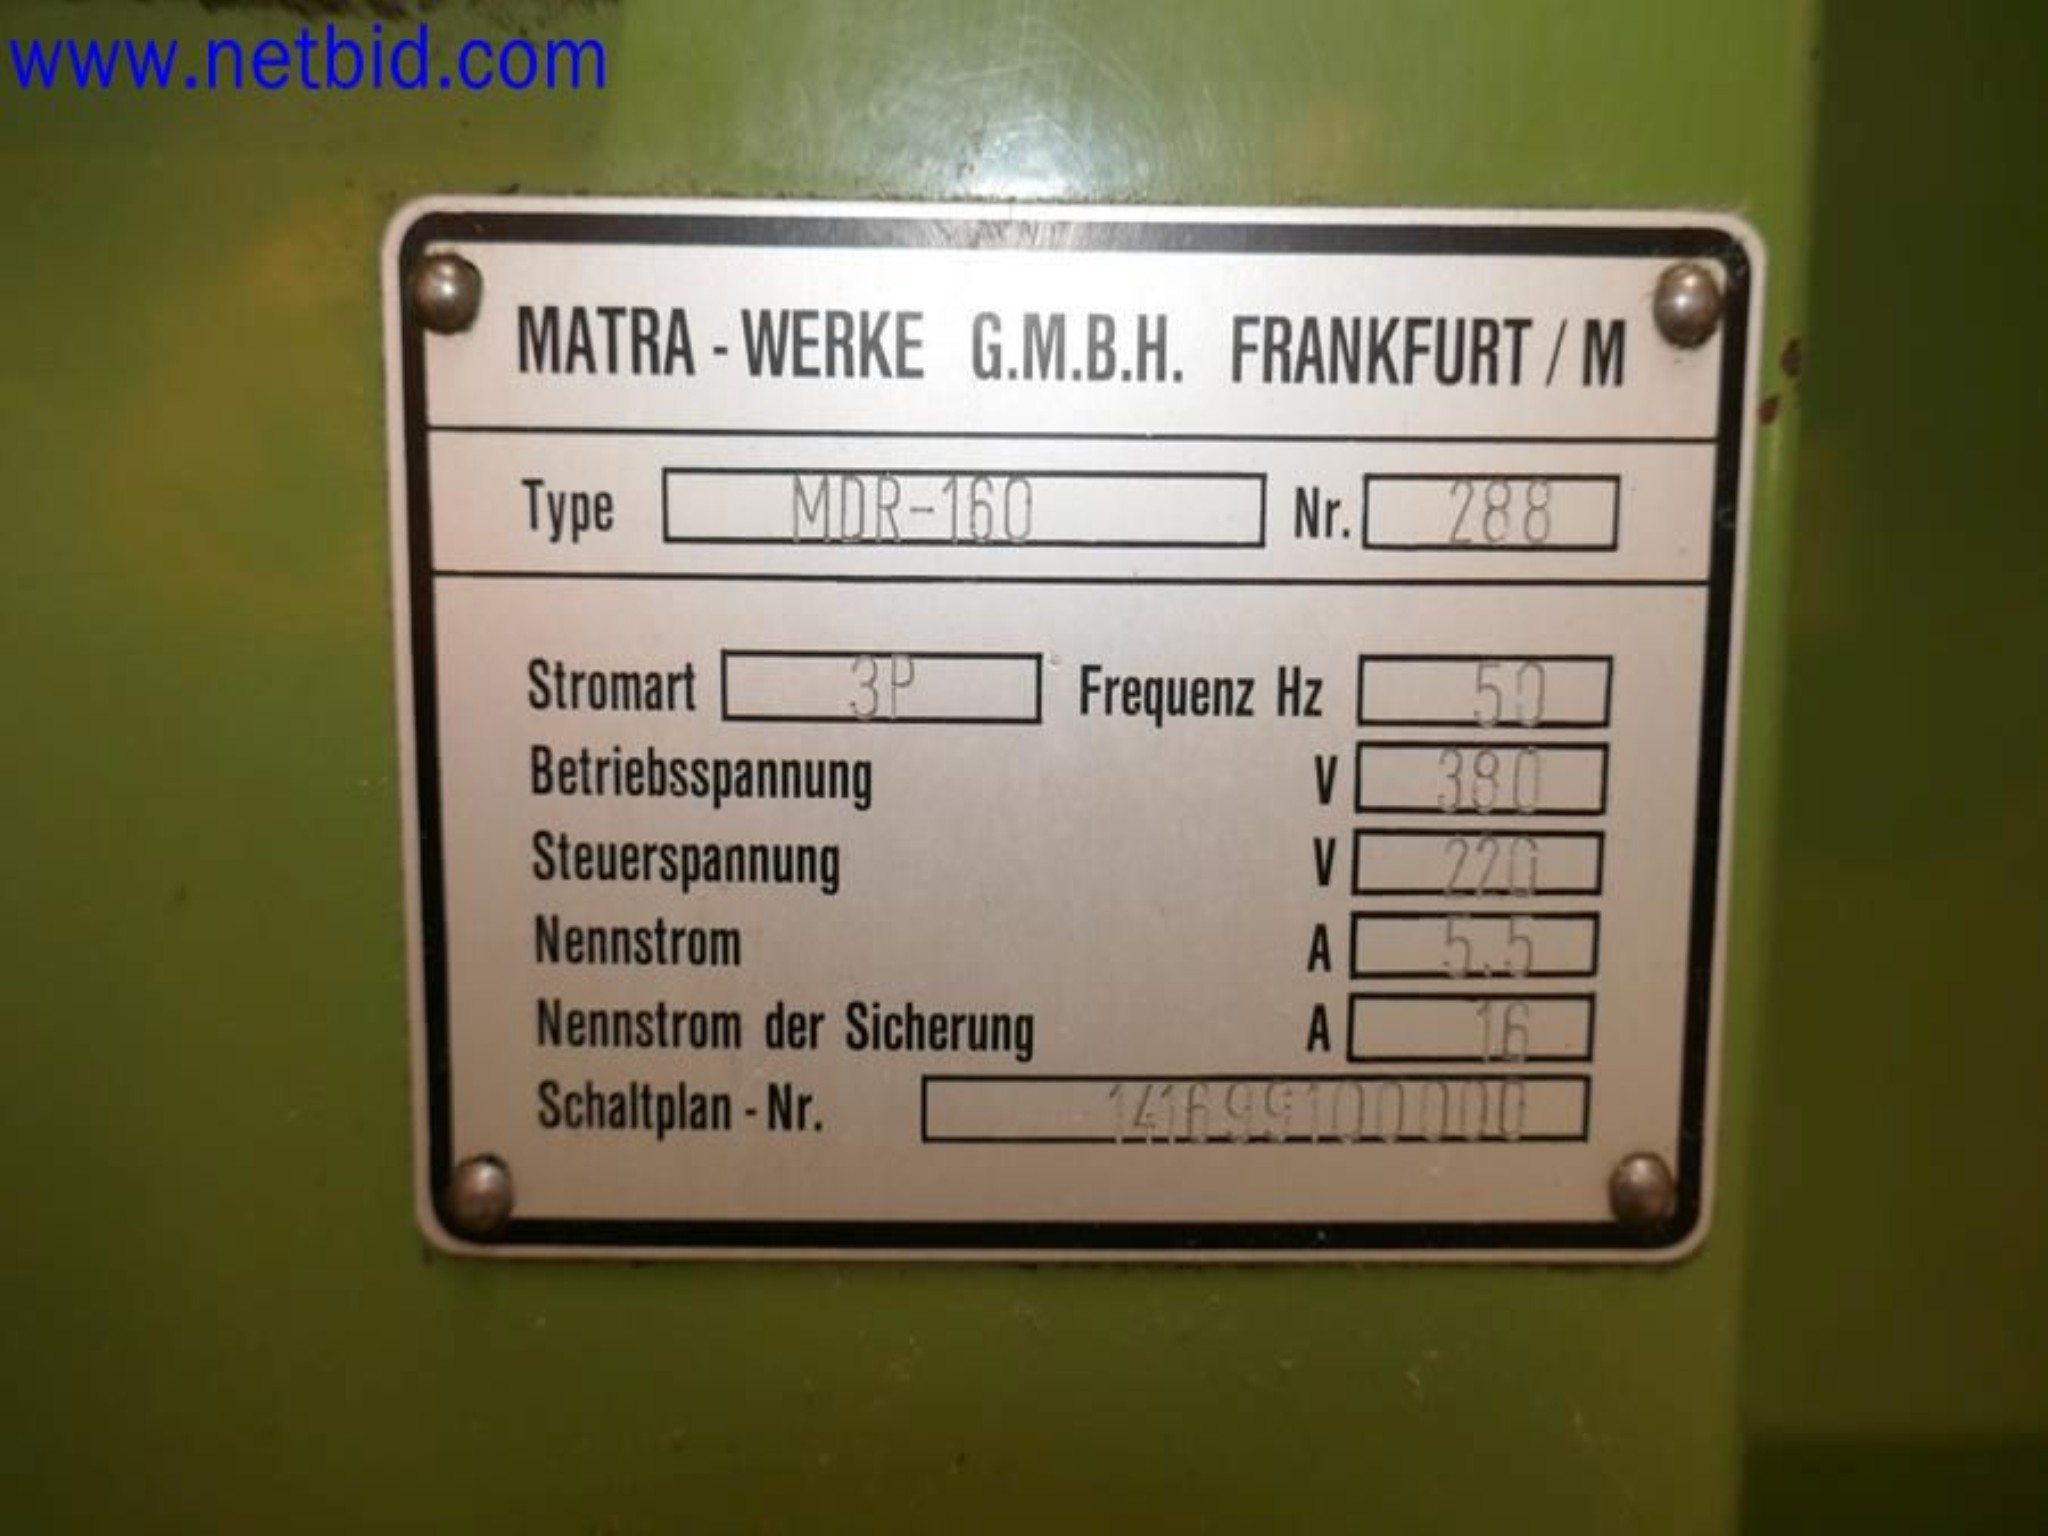 www.netbid.com
MATRA - WERKE G.M.B.H. FRANKFURT / M
Type MDR-160 Nr. 288
Stromart 3P Frequenz Hz 50
Betriebsspannung V 380
Steuerspannung V 220
Nennstrom A 5.5
Nennstrom der Sicherung A 16
Schaltplan - Nr. 141699100000